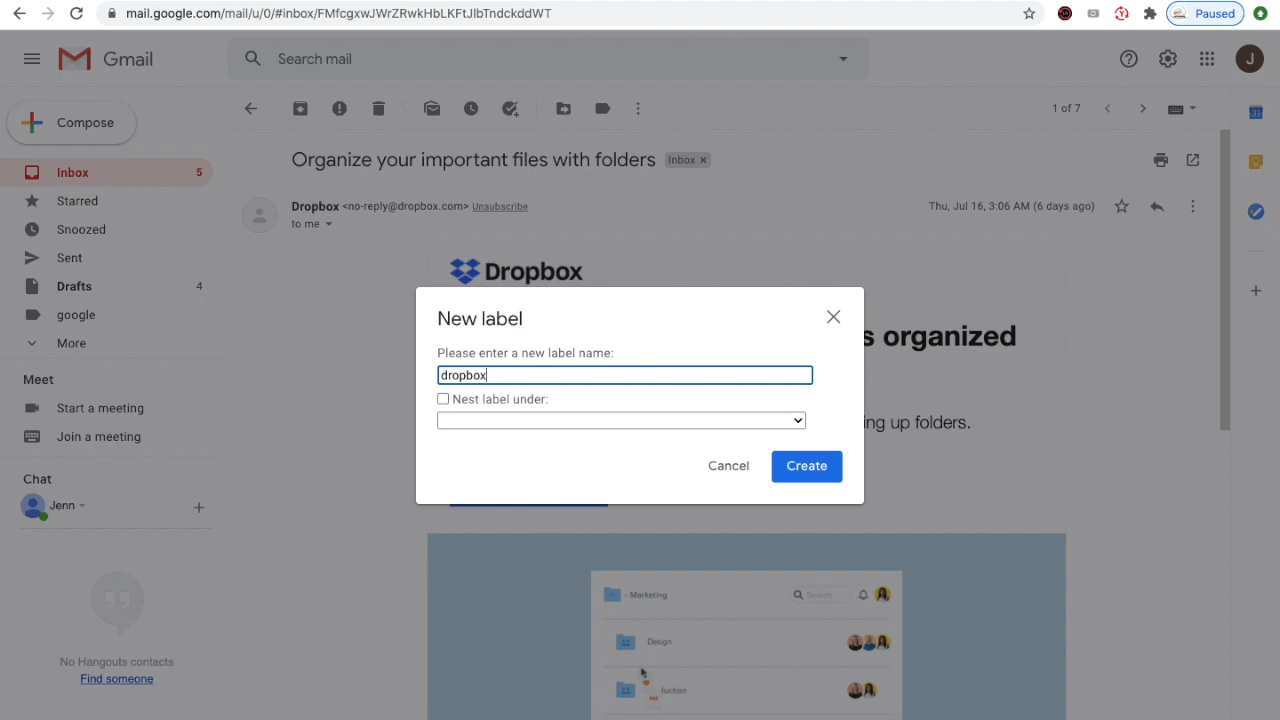 mail.google.com/mail/u/0/#inbox/FMfcgxwJWrZRwkHbLKFtJlbTndckddWT
Paused
Gmail
Search mail
J
Compose
1 of 7
Organize your important files with folders
Inbox x
Inbox 5
Starred
Snoozed
Sent
Drafts 4
google
More
Dropbox <no-reply@dropbox.com> Unsubscribe
Thu, Jul 16, 3:06 AM (6 days ago)
to me
Dropbox
s organized
ing up folders.
New label
Please enter a new label name:
dropbox
Nest label under:
Cancel
Create
Meet
Start a meeting
Join a meeting
Chat
Jenn
No Hangouts contacts
Find someone
Marketing
Search
Design
fuction
PDF